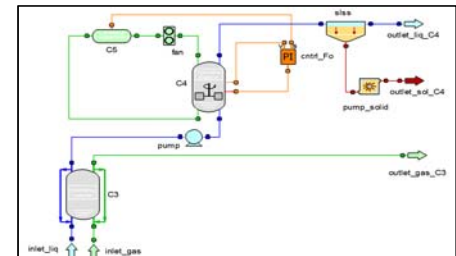 slss
C5
fan
outlet_liq_C4
PI
cntrl_Fo
C4
pump_solid
outlet_sol_C4
pump
outlet_gas_C3
C3
inlet_liq
inlet_gas